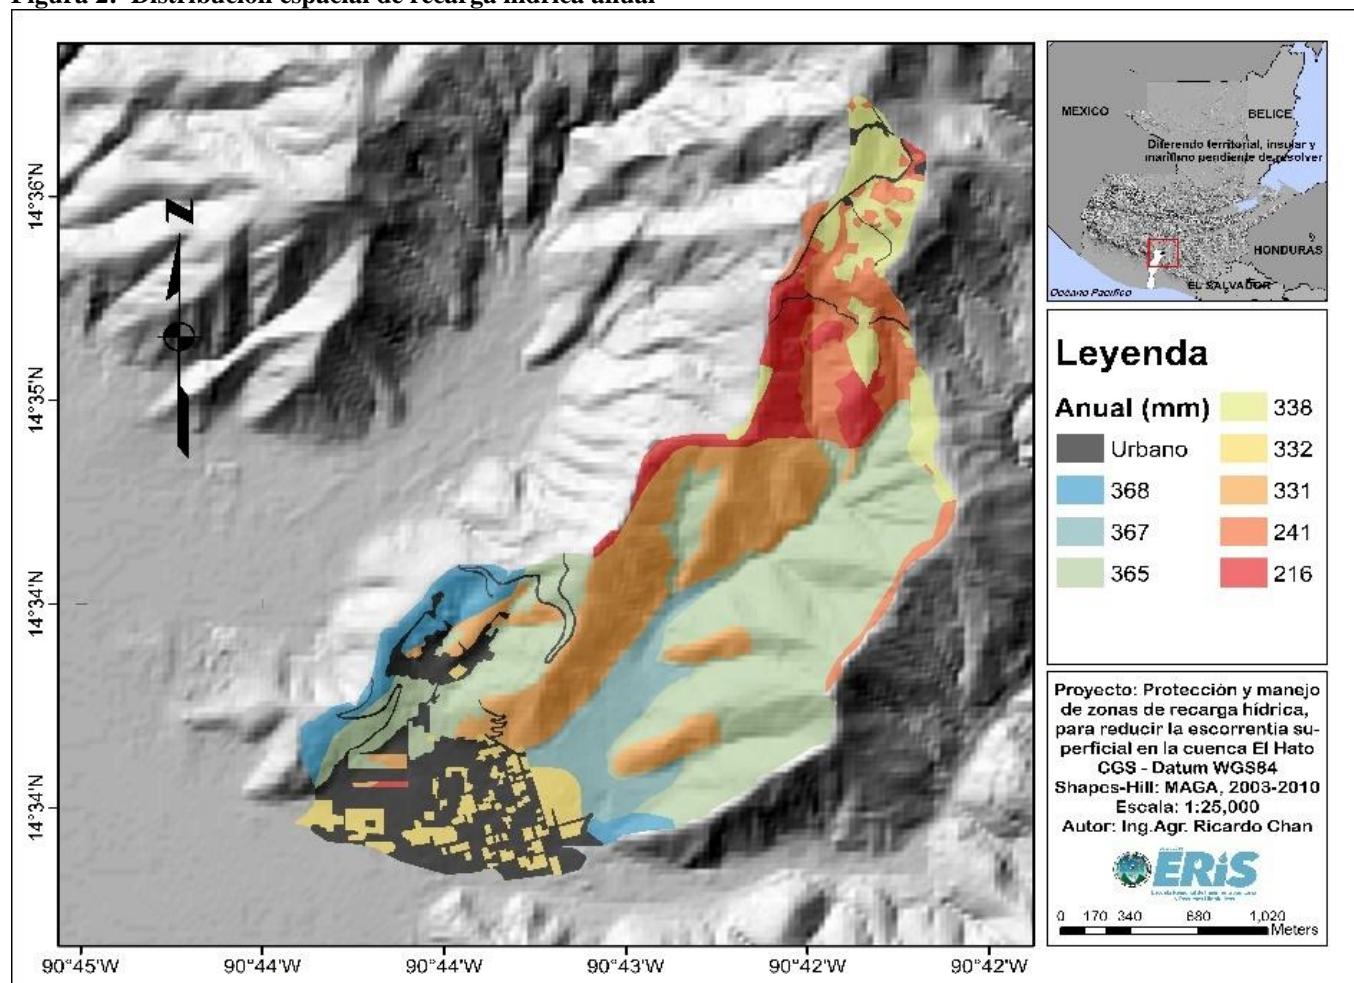 Figura 2: Distribución espacial de recarga hídrica anual
14°36'N
14°35'N
14°34'N
14°34'N
90°45'W
90°44'W
90°44'W
90°43'W
90°42'W
90°42'W
N
MEXICO
BELICE
Diferendo territorial, insular y
marítimo pendiente de resolver
HONDURAS
EL SALVADOR
Océano Pacífico
Leyenda
Anual (mm)
Urbano
368
367
365
338
332
331
241
216
Proyecto: Protección y manejo
de zonas de recarga hídrica,
para reducir la escorrentía su-
perficial en la cuenca El Hato
CGS - Datum WGS84
Shapes-Hill: MAGA, 2003-2010
Escala: 1:25,000
Autor: Ing.Agr. Ricardo Chan
ERiS
0 170 340 680 1,020
Meters